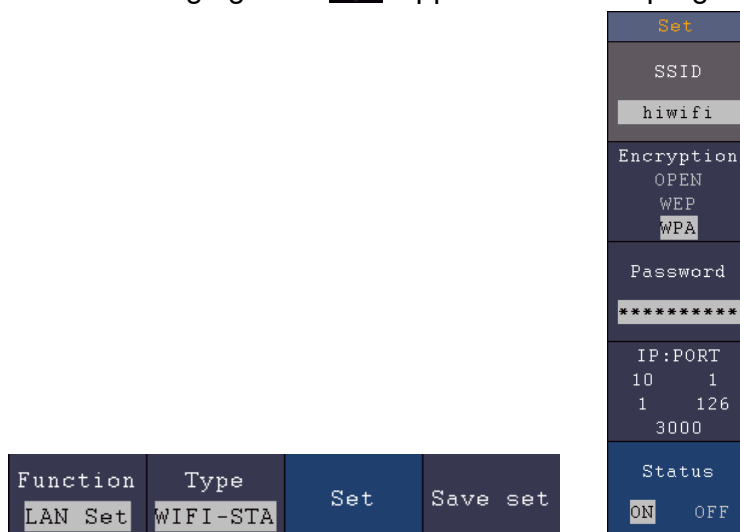 Set
SSID
hiwifi
Encryption
OPEN
WEP
WPA
Password
**********
IP:PORT
10 1
1 126
3000
Status
ON OFF
Function Type Set Save set
LAN Set WIFI-STA